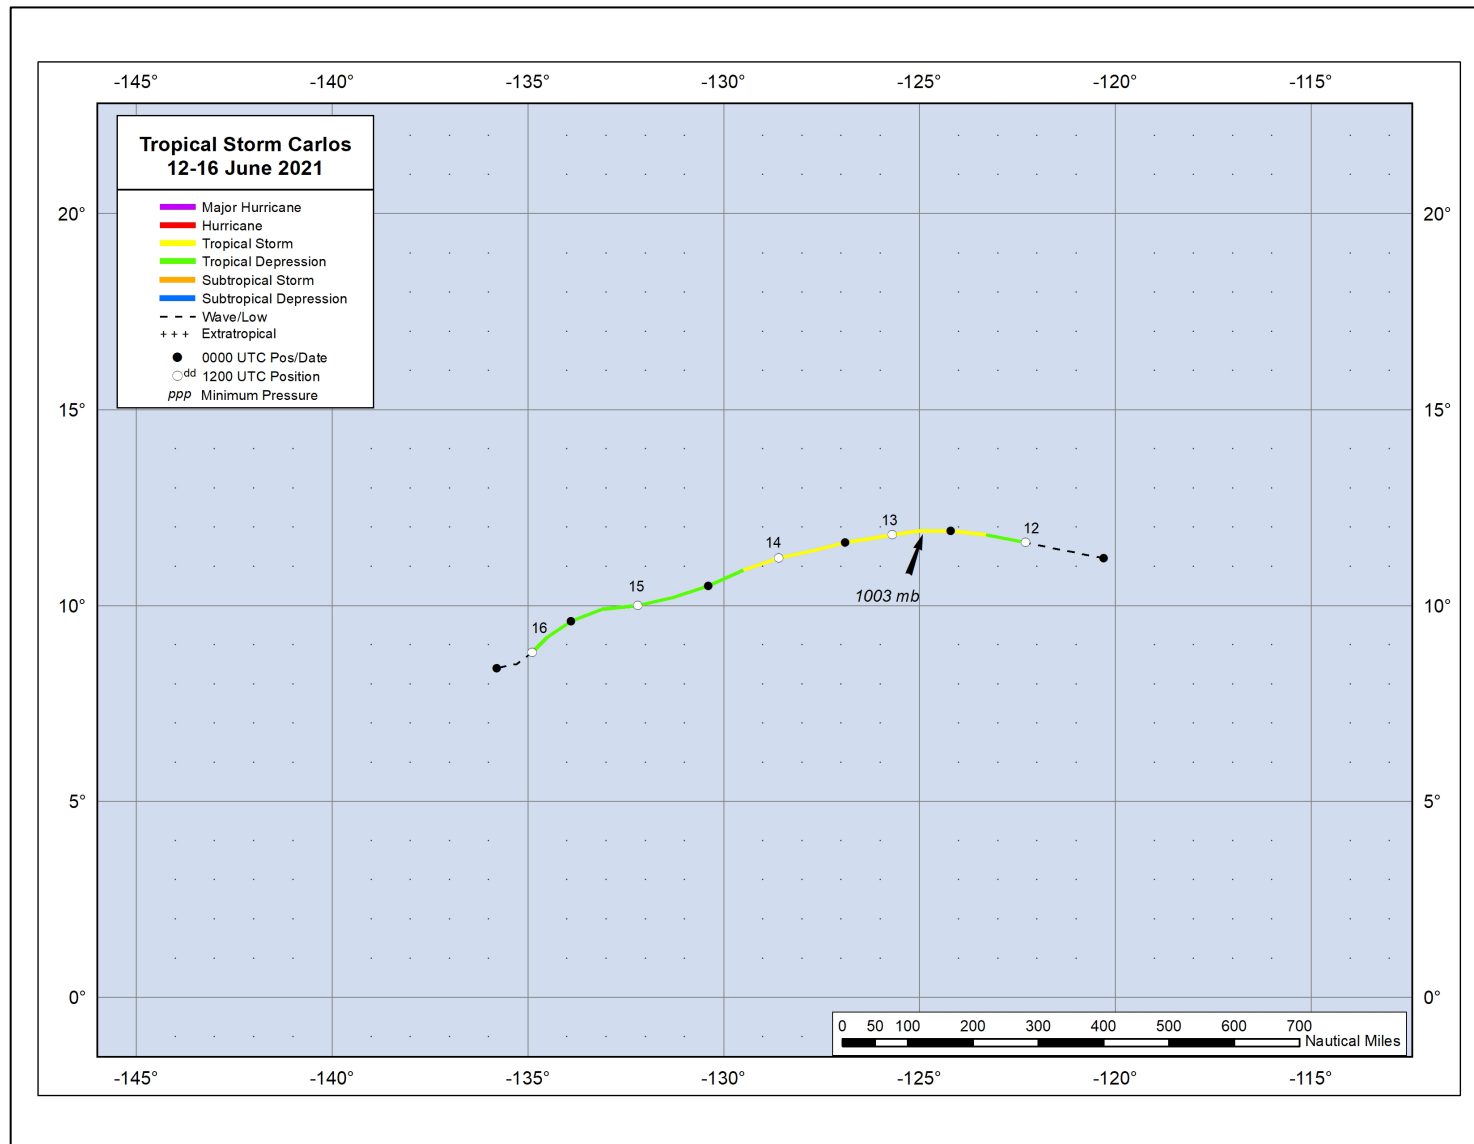 -145° -140° -135° -130° -125° -120° -115°
Tropical Storm Carlos
12-16 June 2021
Major Hurricane
Hurricane
Tropical Storm
Tropical Depression
Subtropical Storm
Subtropical Depression
Wave/Low
+++ Extratropical
0000 UTC Pos/Date
dd 1200 UTC Position
ppp Minimum Pressure
20° 20°
15° 15°
13 12
14
15
1003 mb
10° 10°
16
5° 5°
0° 0°
0 50 100 200 300 400 500 600 700
Nautical Miles
-145° -140° -135° -130° -125° -120° -115°